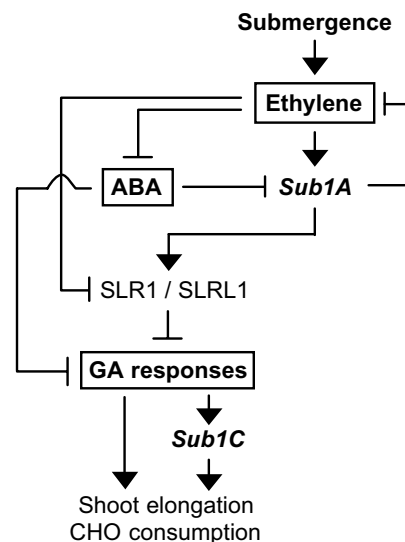 Submergence
Ethylene
ABA
Sub1A
SLR1 / SLRL1
GA responses
Sub1C
Shoot elongation
CHO consumption